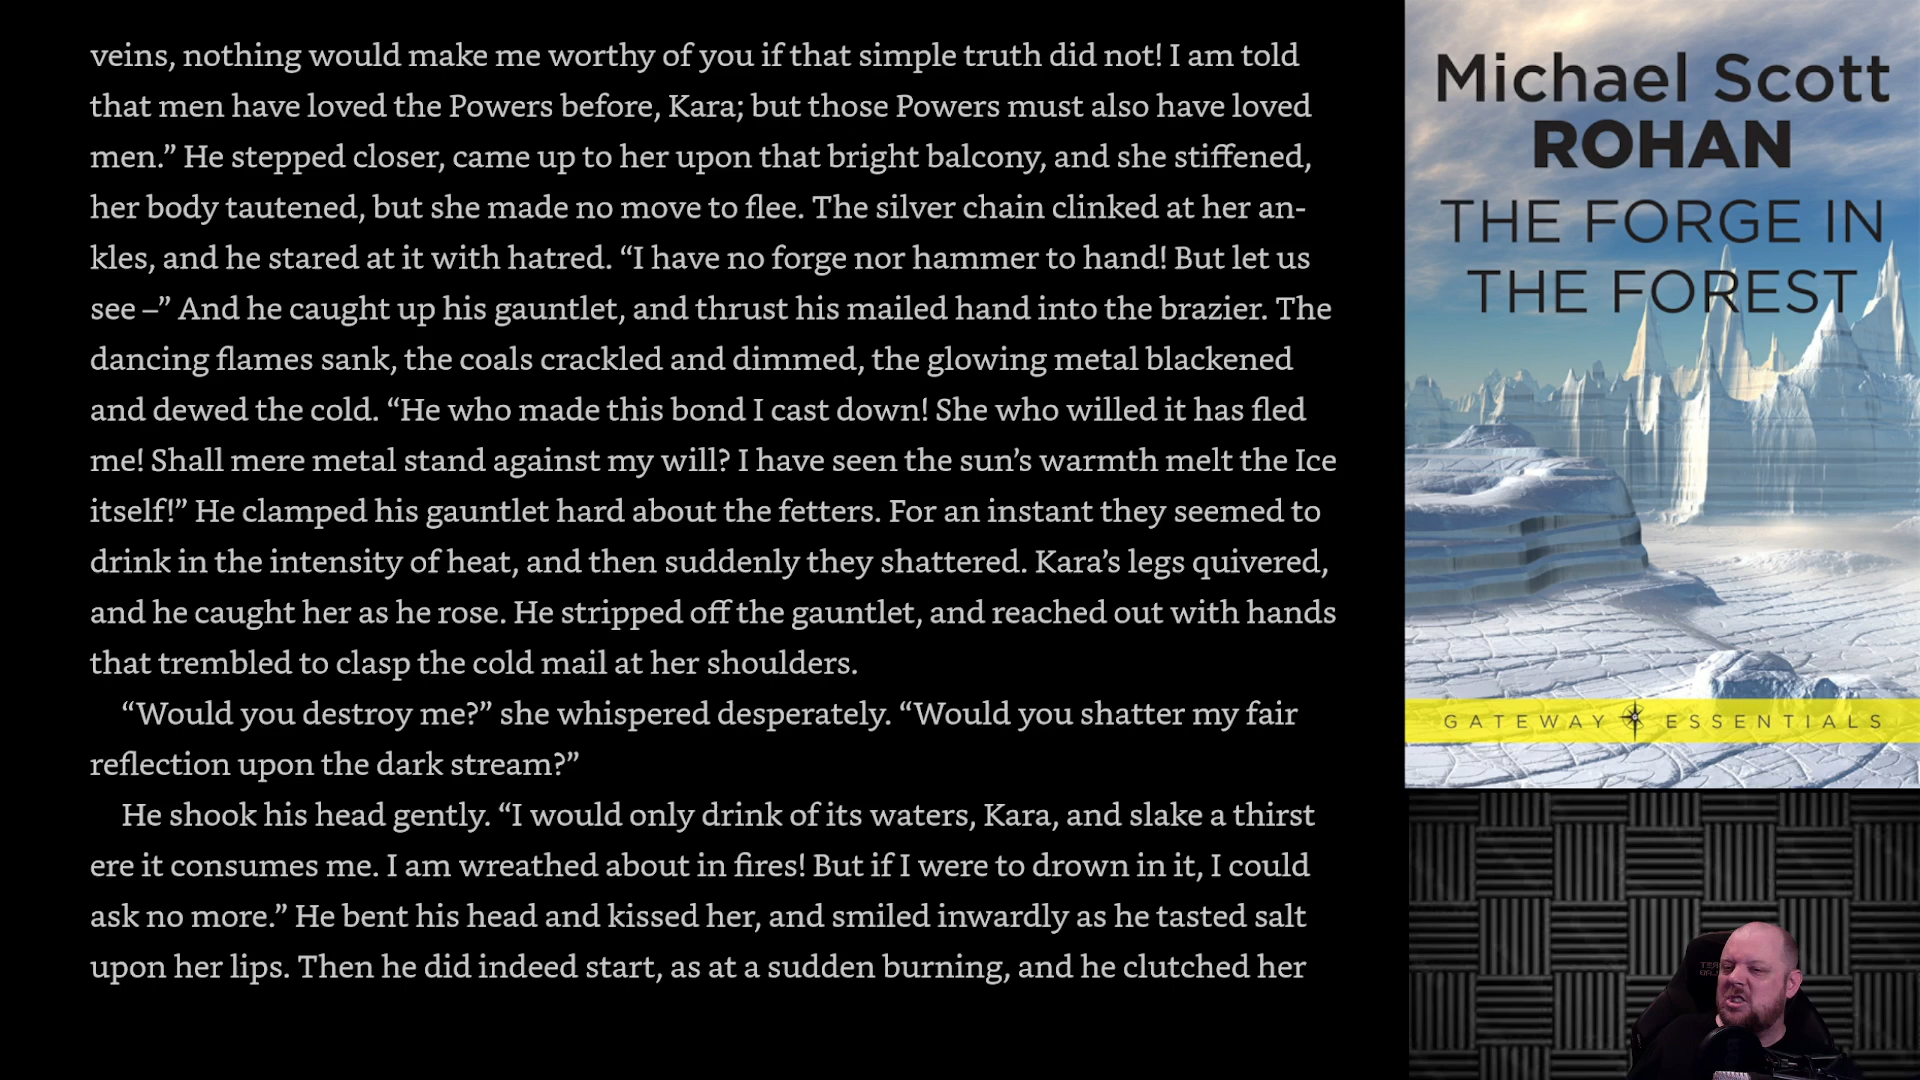 veins, nothing would make me worthy of you if that simple truth did not! I am told
that men have loved the Powers before, Kara; but those Powers must also have loved
men.” He stepped closer, came up to her upon that bright balcony, and she stiffened,
her body tautened, but she made no move to flee. The silver chain clinked at her an-
kles, and he stared at it with hatred. “I have no forge nor hammer to hand! But let us
see –” And he caught up his gauntlet, and thrust his mailed hand into the brazier. The
dancing flames sank, the coals crackled and dimmed, the glowing metal blackened
and dewed the cold. “He who made this bond I cast down! She who willed it has fled
me! Shall mere metal stand against my will? I have seen the sun’s warmth melt the Ice
itself!” He clamped his gauntlet hard about the fetters. For an instant they seemed to
drink in the intensity of heat, and then suddenly they shattered. Kara’s legs quivered,
and he caught her as he rose. He stripped off the gauntlet, and reached out with hands
that trembled to clasp the cold mail at her shoulders.
“Would you destroy me?” she whispered desperately. “Would you shatter my fair
reflection upon the dark stream?”
He shook his head gently. “I would only drink of its waters, Kara, and slake a thirst
ere it consumes me. I am wreathed about in fires! But if I were to drown in it, I could
ask no more.” He bent his head and kissed her, and smiled inwardly as he tasted salt
upon her lips. Then he did indeed start, as at a sudden burning, and he clutched her
Michael Scott
ROHAN
THE FORGE IN
THE FOREST
GATEWAY ESSENTIALS